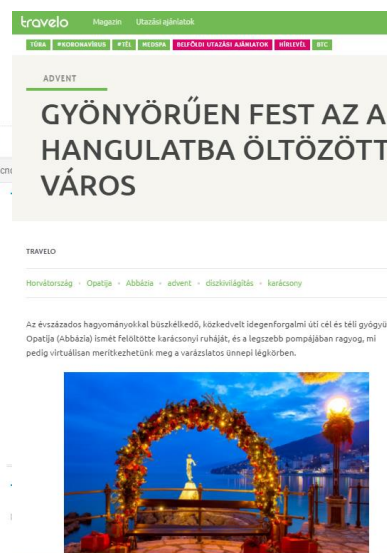 travelo Magazin Utazási ajánlatok
TÚRA #KORONAVÍRUS #TÉL MEDSPA BELFÖLDI UTAZÁSI AJÁNLATOK HÍRLEVÉL BTC
ADVENT
GYÖNYÖRŰEN FEST AZ A
HANGULATBA ÖLTÖZÖTT
VÁROS
TRAVELO
Horvátország • Opatija • Abbázia • advent • díszkivilágítás • karácsony
Az évszázados hagyományokkal büszkélkedő, közkedvelt idegenforgalmi úti cél és téli gyógyü
Opatija (Abbázia) ismét felöltötte karácsonyi ruháját, és a legszebb pompájában ragyog, mi
pedig virtuálisan merítkezhetünk meg a varázslatos ünnepi légkörben.